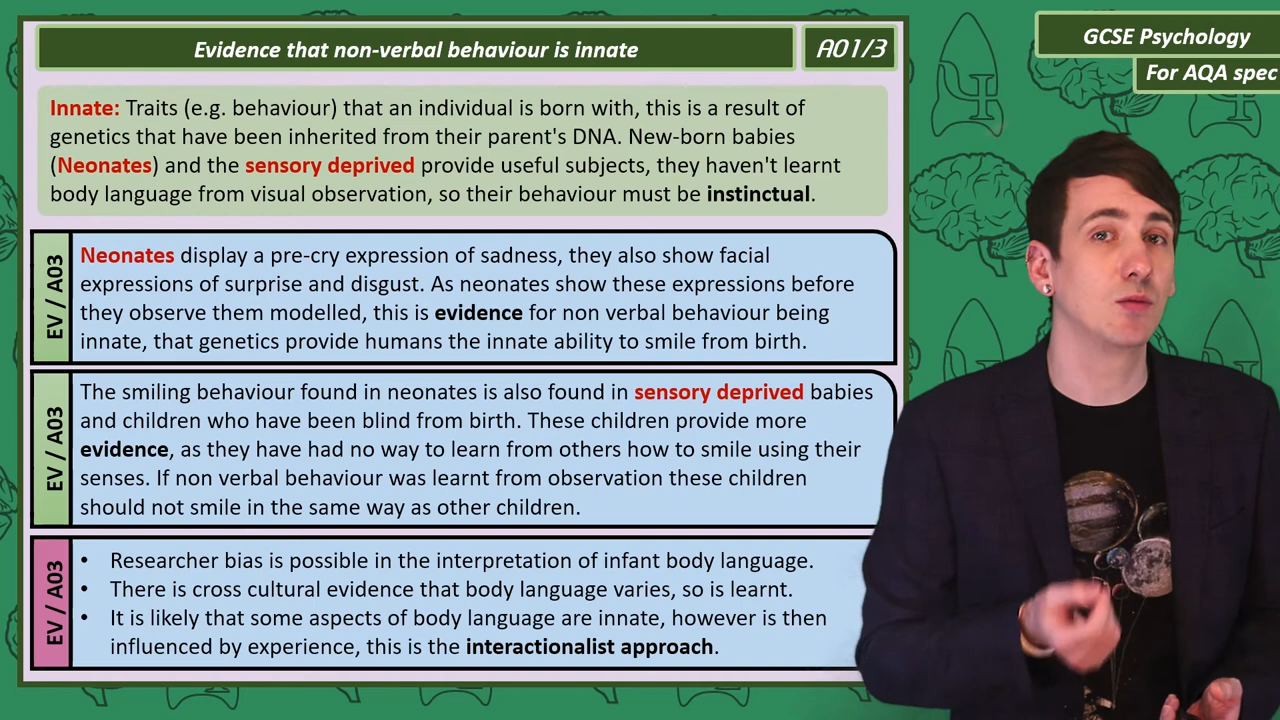 Evidence that non-verbal behaviour is innate
AO1/3
GCSE Psychology
For AQA spec
Innate: Traits (e.g. behaviour) that an individual is born with, this is a result of
genetics that have been inherited from their parent's DNA. New-born babies
(Neonates) and the sensory deprived provide useful subjects, they haven't learnt
body language from visual observation, so their behaviour must be instinctual.
EV / A03
Neonates display a pre-cry expression of sadness, they also show facial
expressions of surprise and disgust. As neonates show these expressions before
they observe them modelled, this is evidence for non verbal behaviour being
innate, that genetics provide humans the innate ability to smile from birth.
EV / A03
The smiling behaviour found in neonates is also found in sensory deprived babies
and children who have been blind from birth. These children provide more
evidence, as they have had no way to learn from others how to smile using their
senses. If non verbal behaviour was learnt from observation these children
should not smile in the same way as other children.
EV / A03
• Researcher bias is possible in the interpretation of infant body language.
• There is cross cultural evidence that body language varies, so is learnt.
• It is likely that some aspects of body language are innate, however is then
influenced by experience, this is the interactionalist approach.